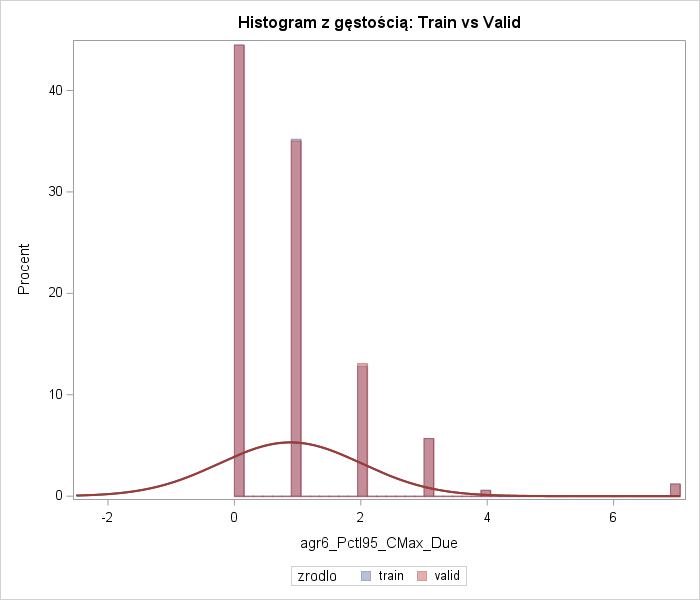 Histogram z gęstością: Train vs Valid
Procent
40
30
20
10
0
-2
0
2
4
6
agr6_Pctl95_CMax_Due
zrodlo train valid